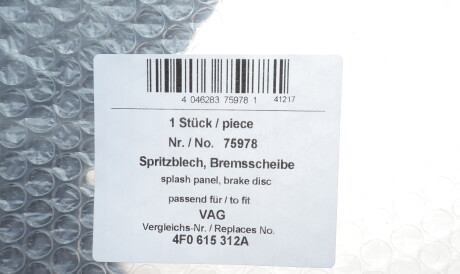 4 046283 75978 1 41217
1 Stück / piece
Nr. / No. 75978
Spritzblech, Bremsscheibe
splash panel, brake disc
passend für / to fit
VAG
Vergleichs-Nr. / Replaces No.
4F0 615 312A